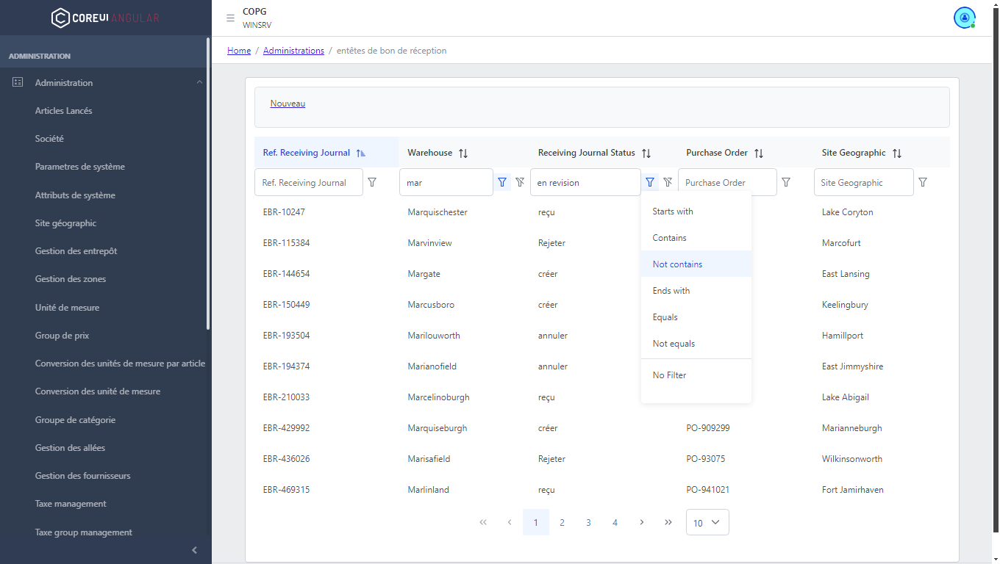 COREUI ANGULAR
COPG
WINSRV
Home / Administrations / entêtes de bon de réception
ADMINISTRATION
Administration
Articles Lancés
Société
Parametres de système
Attributs de système
Site géographic
Gestion des entrepôt
Gestion des zones
Unité de mesure
Group de prix
Conversion des unités de mesure par article
Conversion des unité de mesure
Groupe de catégorie
Gestion des allées
Gestion des fournisseurs
Taxe management
Taxe group management
Nouveau
Ref. Receiving Journal Warehouse Receiving Journal Status Purchase Order Site Geographic
Ref. Receiving Journal mar en revision Purchase Order Site Geographic
EBR-10247 Marquischester reçu Lake Coryton
EBR-115384 Marvinview Rejeter Marcofurt
EBR-144654 Margate créer East Lansing
EBR-150449 Marcusboro créer Keelingbury
EBR-193504 Marilouworth annuler Hamillport
EBR-194374 Marianofield annuler East Jimmyshire
EBR-210033 Marcelinoburgh reçu Lake Abigail
EBR-429992 Marquiseburgh créer PO-909299 Marianneburgh
EBR-436026 Marisafield Rejeter PO-93075 Wilkinsonworth
EBR-469315 Marlinland reçu PO-941021 Fort Jamirhaven
Starts with
Contains
Not contains
Ends with
Equals
Not equals
No Filter
« ‹ 1 2 3 4 › » 10